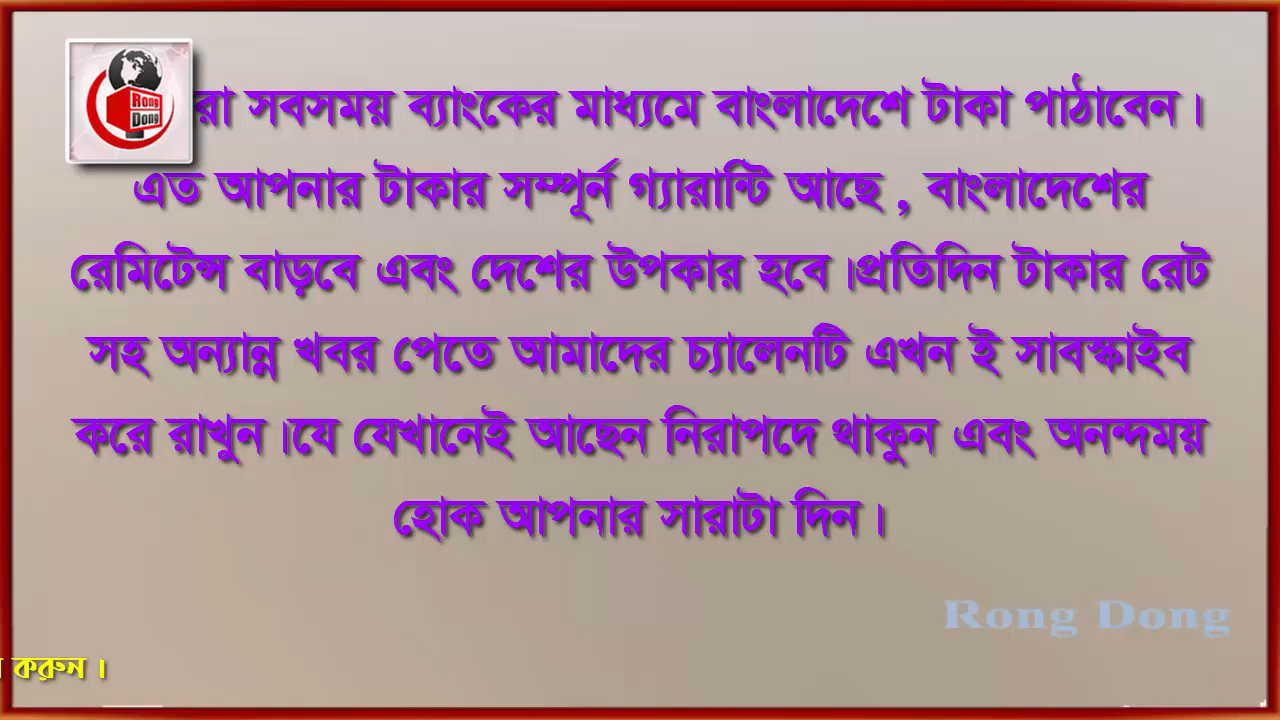 Rong
Dong
রা সবসময় ব্যাংকের মাধ্যমে বাংলাদেশে টাকা পাঠাবেন।
এত আপনার টাকার সম্পূর্ন গ্যারান্টি আছে , বাংলাদেশের
রেমিটেন্স বাড়বে এবং দেশের উপকার হবে।প্রতিদিন টাকার রেট
সহ অন্যান্ন খবর পেতে আমাদের চ্যালেনটি এখন ই সাবস্কাইব
করে রাখুন।যে যেখানেই আছেন নিরাপদে থাকুন এবং অনন্দময়
হোক আপনার সারাটা দিন।
Rong Dong
করুন।